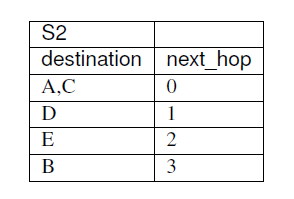 S2
destination next_hop
A,C 0
D 1
E 2
B 3